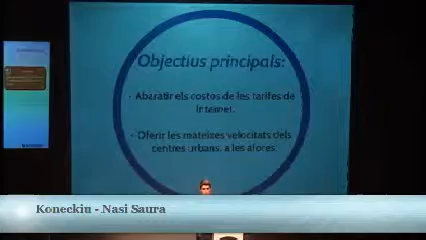 Objectius principals:
- Abaratir els costos de les tarifes de
Internet.
- Oferir les mateixes velocitats dels
centres urbans, a les afores.
Koneckiu - Nasi Saura